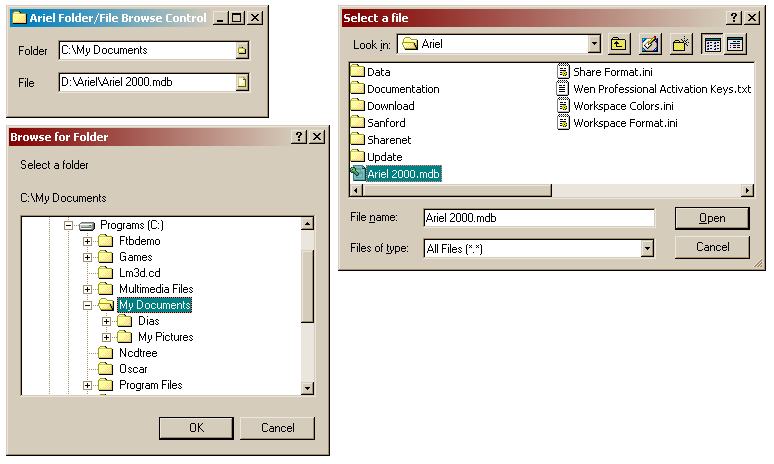 Ariel Folder/File Browse Control
Folder C:\My Documents
File D:\Ariel\Ariel 2000.mdb
Browse for Folder
Select a folder
C:\My Documents
Programs (C:)
Ftbdemo
Games
Lm3d.cd
Multimedia Files
My Documents
Dias
My Pictures
Ncdtree
Oscar
Program Files
OK Cancel
Select a file
Look in: Ariel
Data
Documentation
Download
Sanford
Sharenet
Update
Ariel 2000.mdb
Share Format.ini
Wen Professional Activation Keys.txt
Workspace Colors.ini
Workspace Format.ini
File name: Ariel 2000.mdb Open
Files of type: All Files (*.*) Cancel